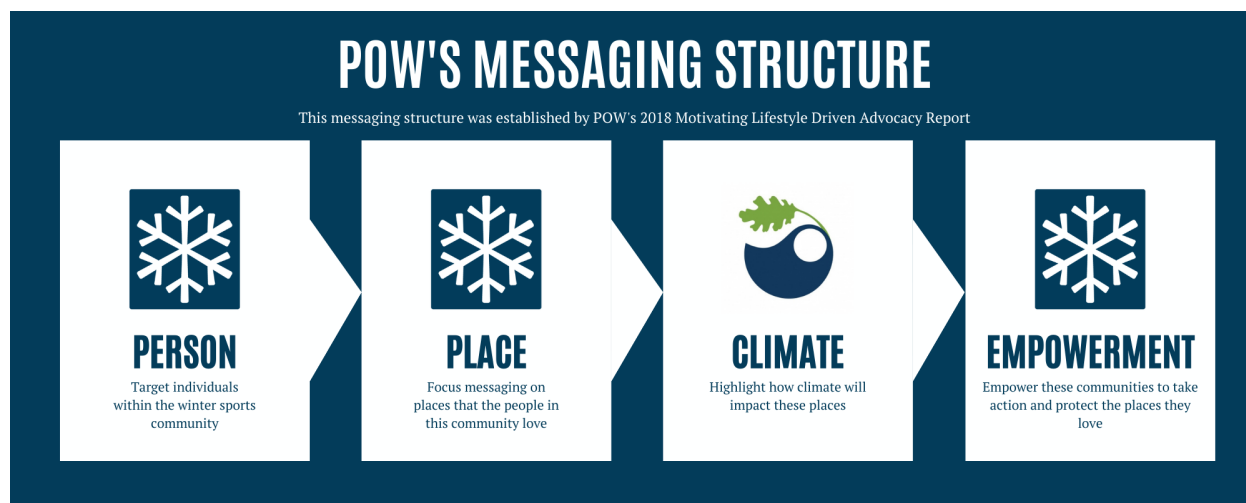 POW'S MESSAGING STRUCTURE
This messaging structure was established by POW's 2018 Motivating Lifestyle Driven Advocacy Report
PERSON
Target individuals
within the winter sports
community
PLACE
Focus messaging on
places that the people in
this community love
CLIMATE
Highlight how climate will
impact these places
EMPOWERMENT
Empower these communities to take
action and protect the places they
love